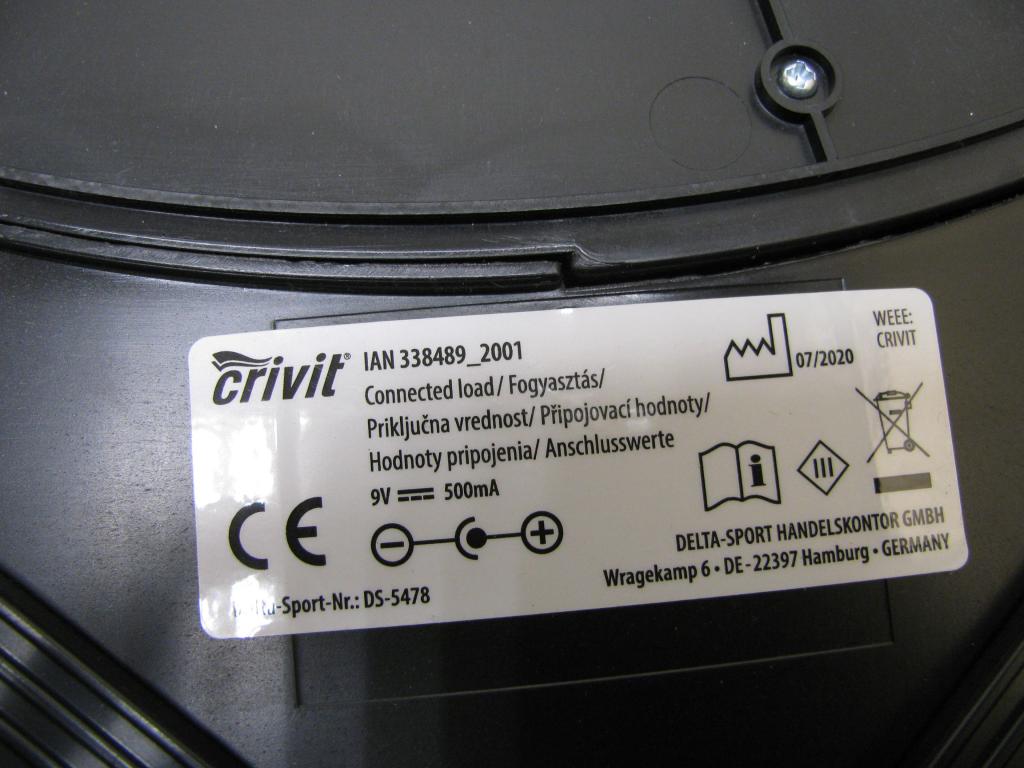 crivit®
IAN 338489_2001
Connected load/ Fogyasztás/
Priključna vrednost/ Připojovací hodnoty/
Hodnoty pripojenia/ Anschlusswerte
9V 500mA
CE
-Sport-Nr.: DS-5478
07/2020
WEEE:
CRIVIT
i
III
DELTA-SPORT HANDELSKONTOR GMBH
Wragekamp 6 • DE-22397 Hamburg • GERMANY